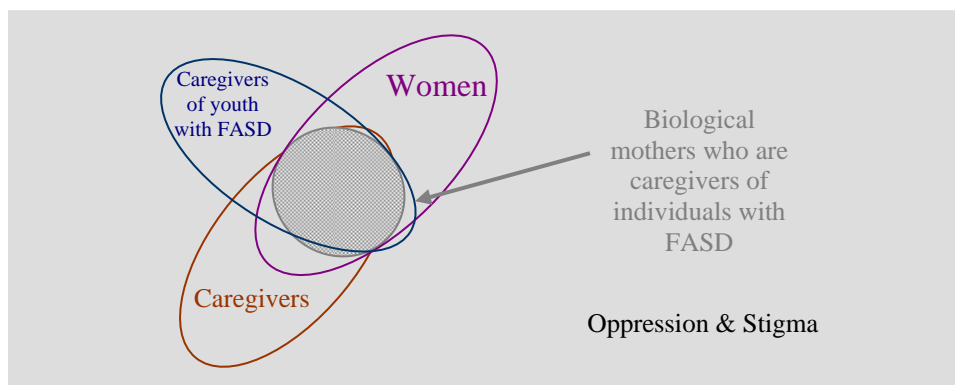 Caregivers
of youth
with FASD
Women
Biological
mothers who are
caregivers of
individuals with
FASD
Caregivers
Oppression & Stigma